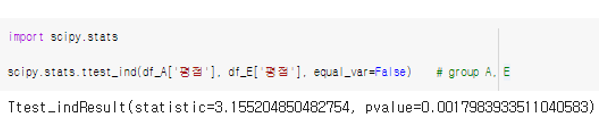 import scipy.stats
scipy.stats.ttest_ind(df_A['평점'], df_E['평점'], equal_var=False) # group A, E
Ttest_indResult(statistic=3.155204850482754, pvalue=0.0017983933511040583)